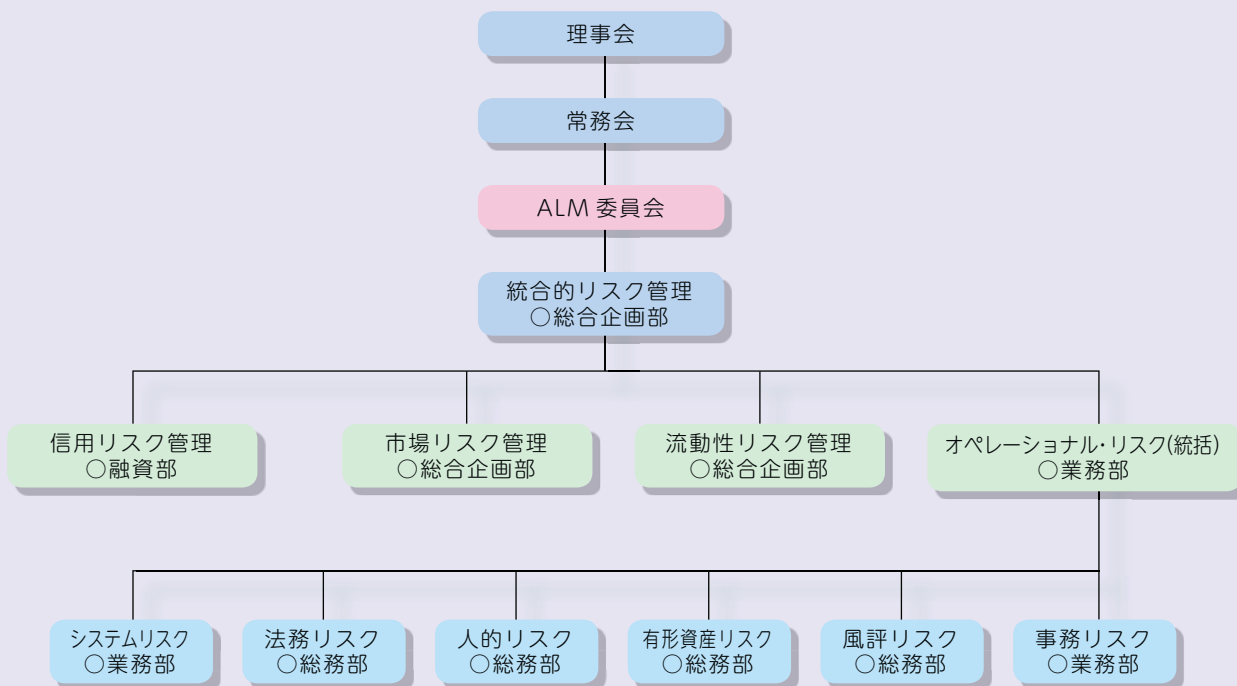 理事会
常務会
ALM 委員会
統合的リスク管理
○総合企画部
信用リスク管理
○融資部
市場リスク管理
○総合企画部
流動性リスク管理
○総合企画部
オペレーショナル・リスク(統括)
○業務部
システムリスク
○業務部
法務リスク
○総務部
人的リスク
○総務部
有形資産リスク
○総務部
風評リスク
○総務部
事務リスク
○業務部